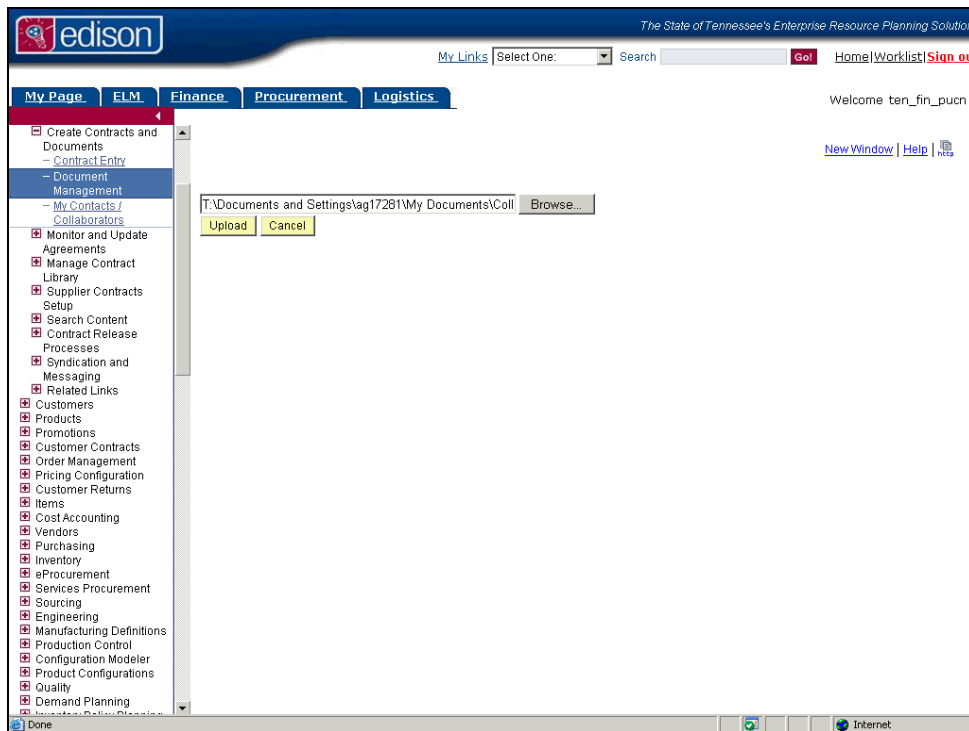 edison
The State of Tennessee's Enterprise Resource Planning Solution
My Links Select One: Search Go! Home|Worklist|Sign ou
My Page ELM Finance Procurement Logistics
Welcome ten_fin_pucn
New Window | Help | http
Create Contracts and
Documents
– Contract Entry
– Document
Management
– My Contacts /
Collaborators
Monitor and Update
Agreements
Manage Contract
Library
Supplier Contracts
Setup
Search Content
Contract Release
Processes
Syndication and
Messaging
Related Links
Customers
Products
Promotions
Customer Contracts
Order Management
Pricing Configuration
Customer Returns
Items
Cost Accounting
Vendors
Purchasing
Inventory
eProcurement
Services Procurement
Sourcing
Engineering
Manufacturing Definitions
Production Control
Configuration Modeler
Product Configurations
Quality
Demand Planning
Inventory Policy Planning
T:\Documents and Settings\ag17281\My Documents\Coll Browse...
Upload Cancel
Done Internet